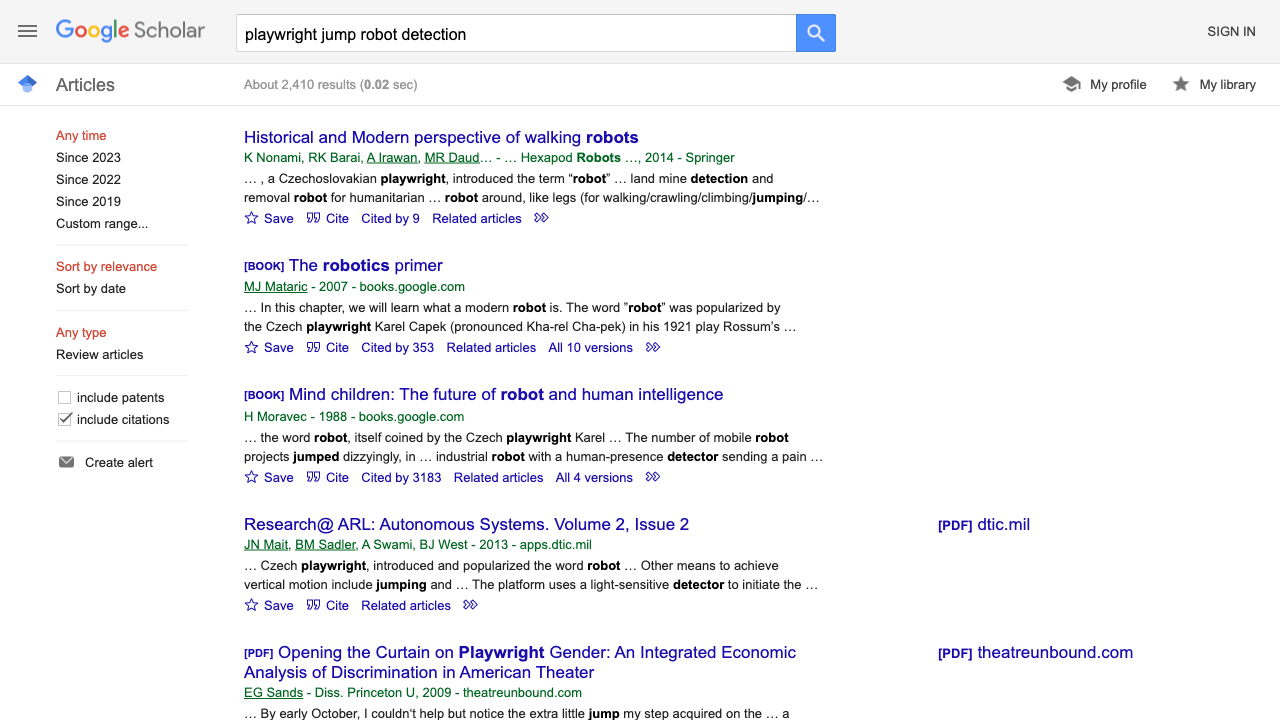 Google Scholar
playwright jump robot detection
SIGN IN
Articles
About 2,410 results (0.02 sec)
My profile
My library
Any time
Since 2023
Since 2022
Since 2019
Custom range...
Sort by relevance
Sort by date
Any type
Review articles
include patents
include citations
Create alert
Historical and Modern perspective of walking robots
K Nonami, RK Barai, A Irawan, MR Daud… - … Hexapod Robots …, 2014 - Springer
… , a Czechoslovakian playwright, introduced the term “robot” … land mine detection and
removal robot for humanitarian … robot around, like legs (for walking/crawling/climbing/jumping/…
Save Cite Cited by 9 Related articles
[BOOK] The robotics primer
MJ Mataric - 2007 - books.google.com
… In this chapter, we will learn what a modern robot is. The word ”robot” was popularized by
the Czech playwright Karel Capek (pronounced Kha-rel Cha-pek) in his 1921 play Rossum’s …
Save Cite Cited by 353 Related articles All 10 versions
[BOOK] Mind children: The future of robot and human intelligence
H Moravec - 1988 - books.google.com
… the word robot, itself coined by the Czech playwright Karel … The number of mobile robot
projects jumped dizzyingly, in … industrial robot with a human-presence detector sending a pain …
Save Cite Cited by 3183 Related articles All 4 versions
Research@ ARL: Autonomous Systems. Volume 2, Issue 2
JN Mait, BM Sadler, A Swami, BJ West - 2013 - apps.dtic.mil
… Czech playwright, introduced and popularized the word robot … Other means to achieve
vertical motion include jumping and … The platform uses a light-sensitive detector to initiate the …
Save Cite Related articles
[PDF] dtic.mil
[PDF] Opening the Curtain on Playwright Gender: An Integrated Economic
Analysis of Discrimination in American Theater
EG Sands - Diss. Princeton U, 2009 - theatreunbound.com
… By early October, I couldn’t help but notice the extra little jump my step acquired on the … a
[PDF] theatreunbound.com